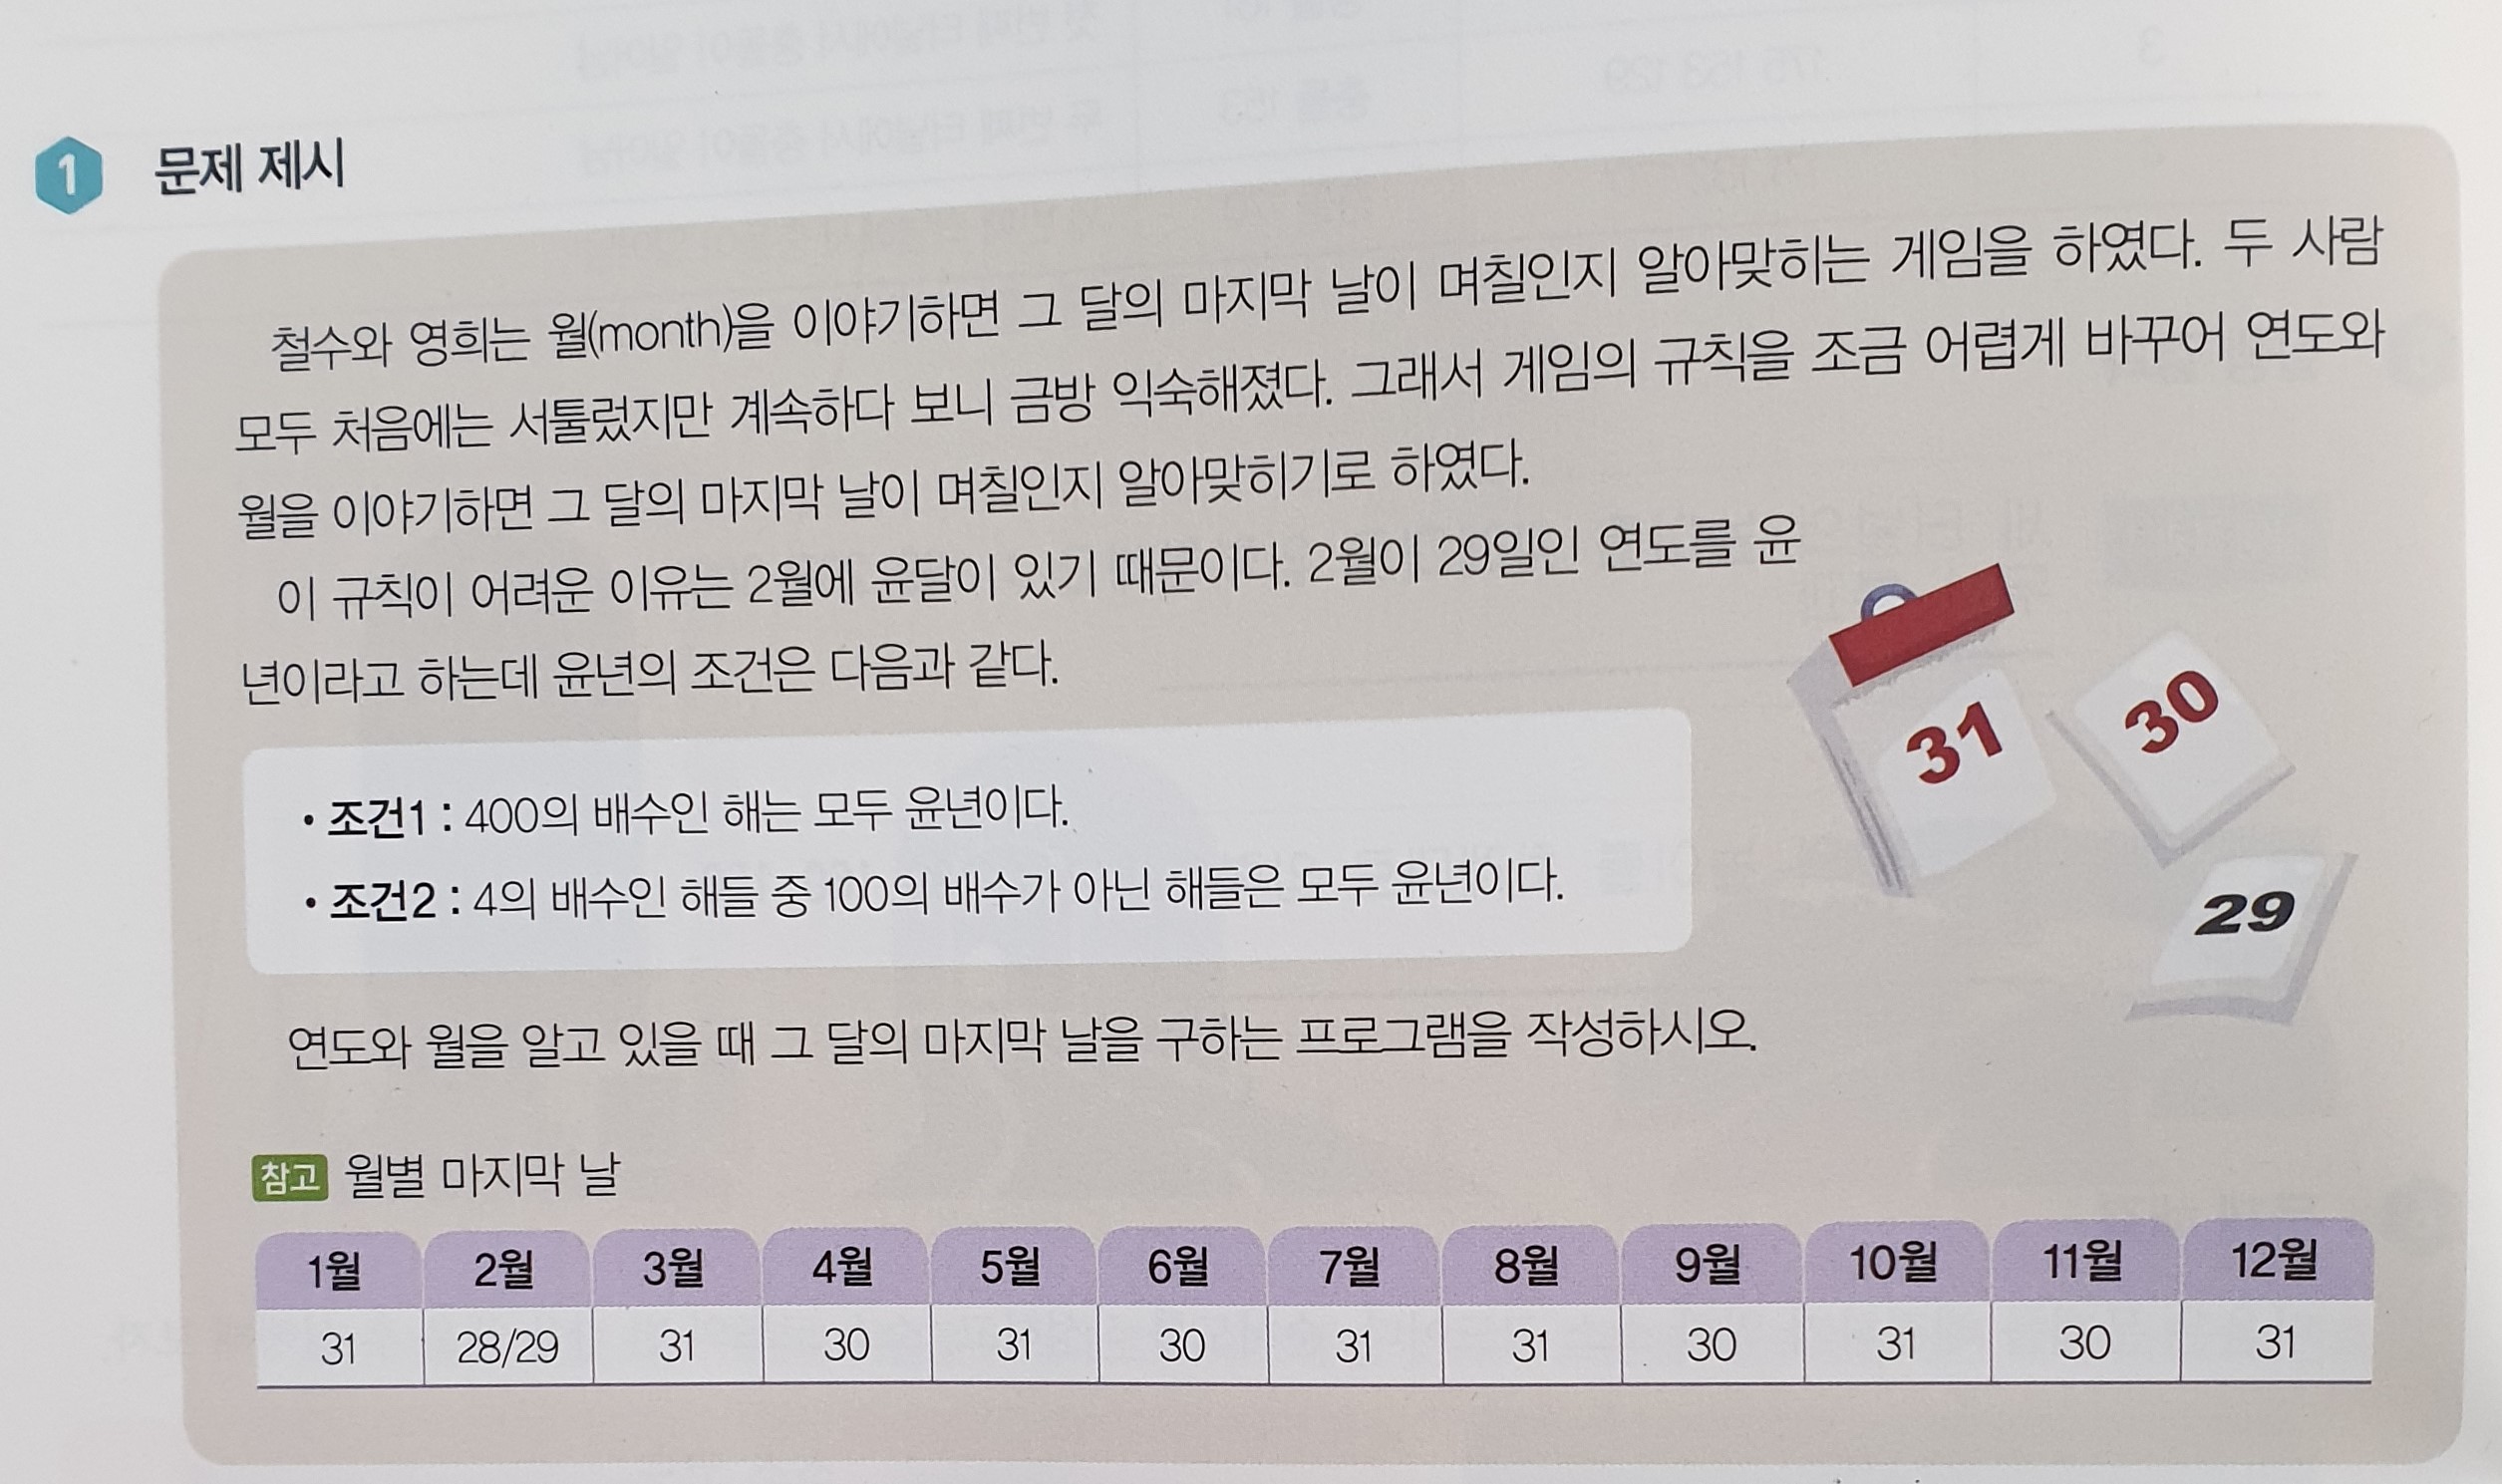 1 문제 제시
철수와 영희는 월(month)을 이야기하면 그 달의 마지막 날이 며칠인지 알아맞히는 게임을 하였다. 두 사람
모두 처음에는 서툴렀지만 계속하다 보니 금방 익숙해졌다. 그래서 게임의 규칙을 조금 어렵게 바꾸어 연도와
월을 이야기하면 그 달의 마지막 날이 며칠인지 알아맞히기로 하였다.
이 규칙이 어려운 이유는 2월에 윤달이 있기 때문이다. 2월이 29일인 연도를 윤
년이라고 하는데 윤년의 조건은 다음과 같다.
31
30
29
• 조건1 : 400의 배수인 해는 모두 윤년이다.
• 조건2 : 4의 배수인 해들 중 100의 배수가 아닌 해들은 모두 윤년이다.
연도와 월을 알고 있을 때 그 달의 마지막 날을 구하는 프로그램을 작성하시오.
참고 월별 마지막 날
1월 2월 3월 4월 5월 6월 7월 8월 9월 10월 11월 12월
31 28/29 31 30 31 30 31 31 30 31 30 31